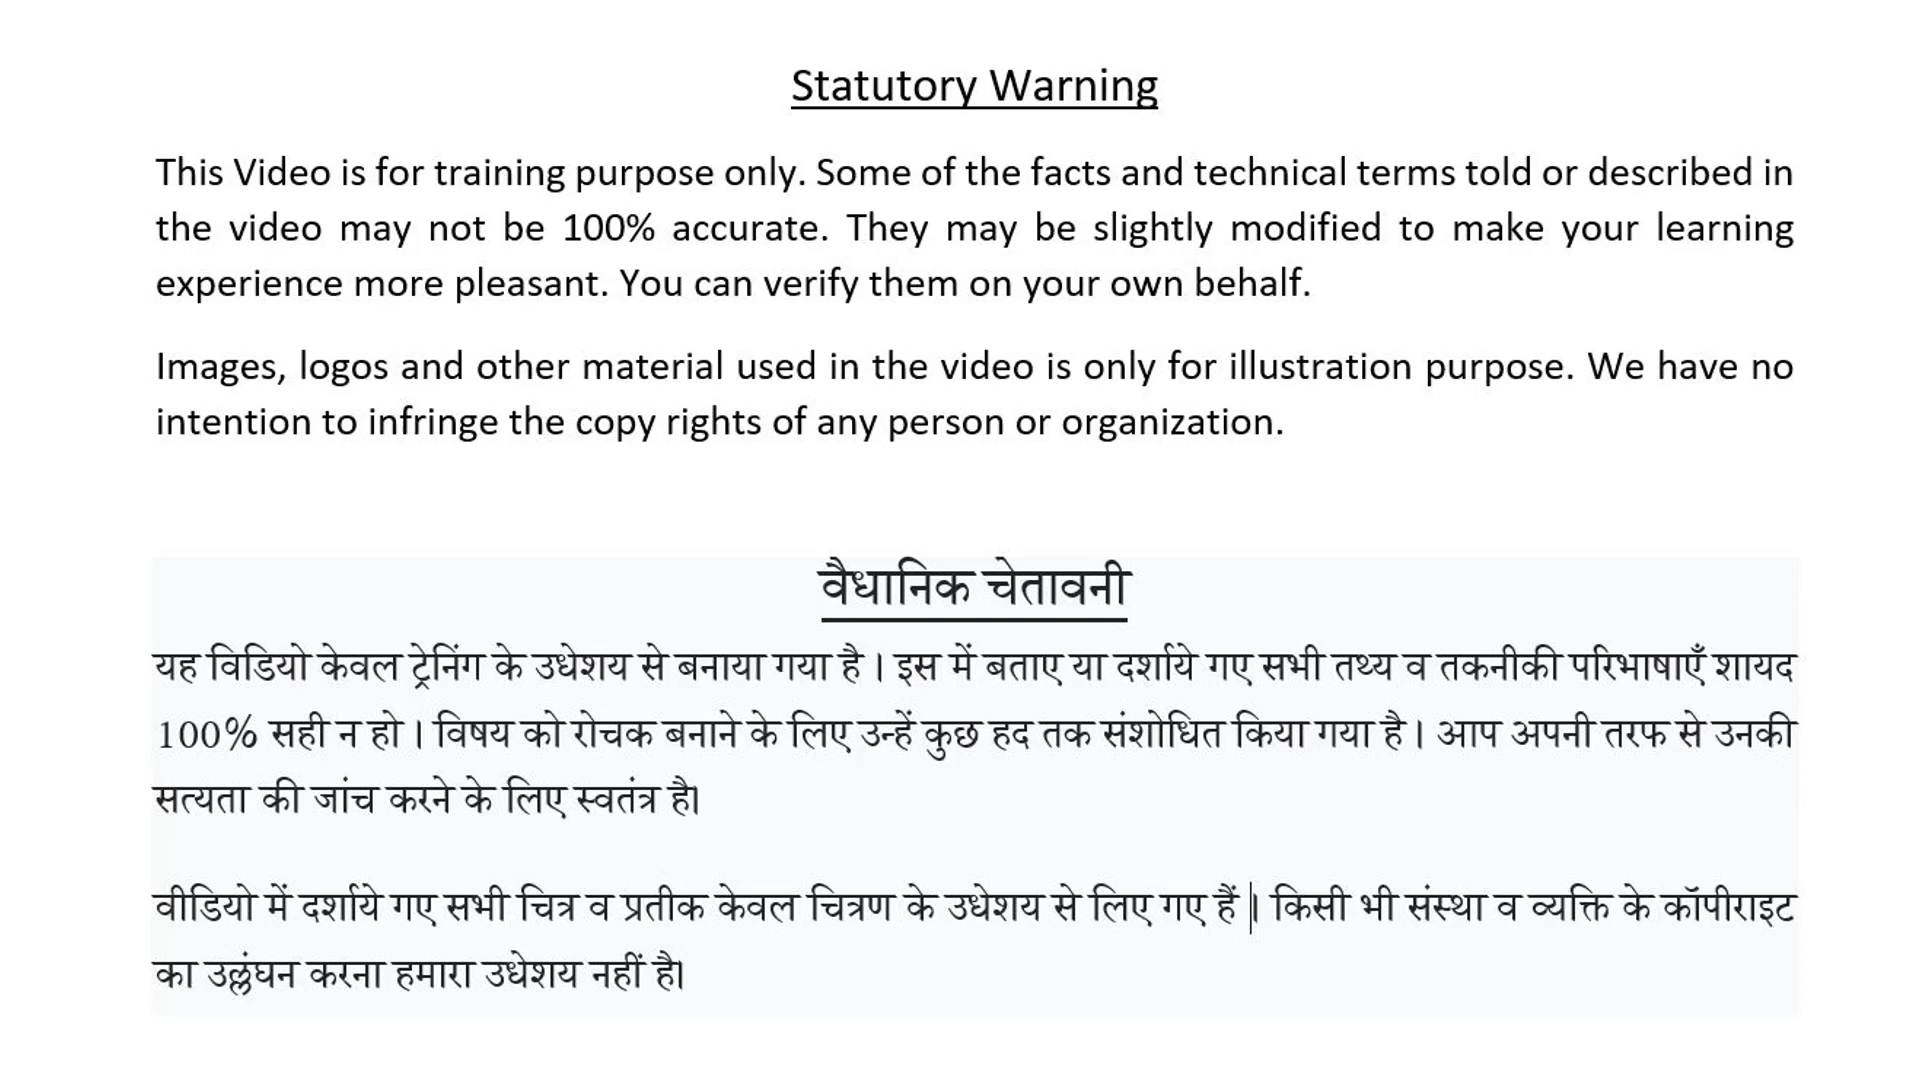 Statutory Warning
This Video is for training purpose only. Some of the facts and technical terms told or described in
the video may not be 100% accurate. They may be slightly modified to make your learning
experience more pleasant. You can verify them on your own behalf.
Images, logos and other material used in the video is only for illustration purpose. We have no
intention to infringe the copy rights of any person or organization.
वैधानिक चेतावनी
यह विडियो केवल ट्रेनिंग के उधेशय से बनाया गया है । इस में बताए या दर्शाये गए सभी तथ्य व तकनीकी परिभाषाएँ शायद
100% सही न हो । विषय को रोचक बनाने के लिए उन्हें कुछ हद तक संशोधित किया गया है । आप अपनी तरफ से उनकी
सत्यता की जांच करने के लिए स्वतंत्र है।
वीडियो में दर्शाये गए सभी चित्र व प्रतीक केवल चित्रण के उधेशय से लिए गए हैं । किसी भी संस्था व व्यक्ति के कॉपीराइट
का उल्लंघन करना हमारा उधेशय नहीं है।